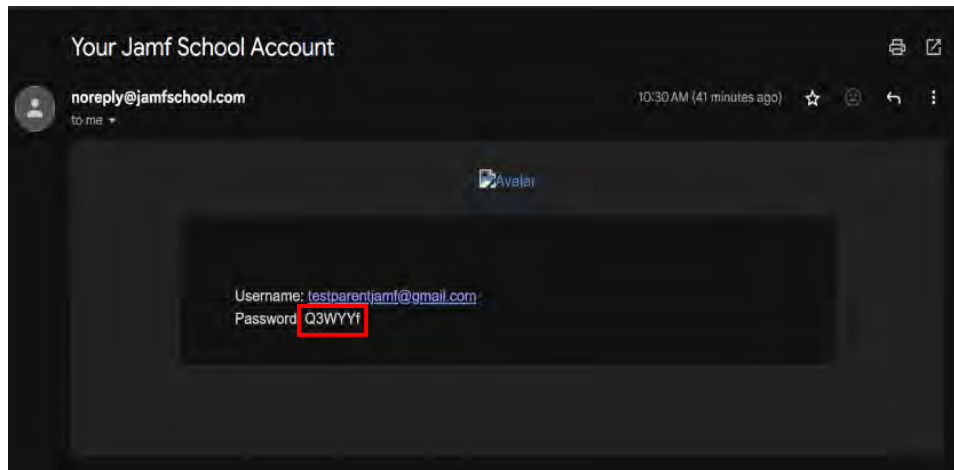 Your Jamf School Account
noreply@jamfschool.com
10:30 AM (41 minutes ago)
to me
Avatar
Username: testparentjamf@gmail.com
Password: Q3WYYf